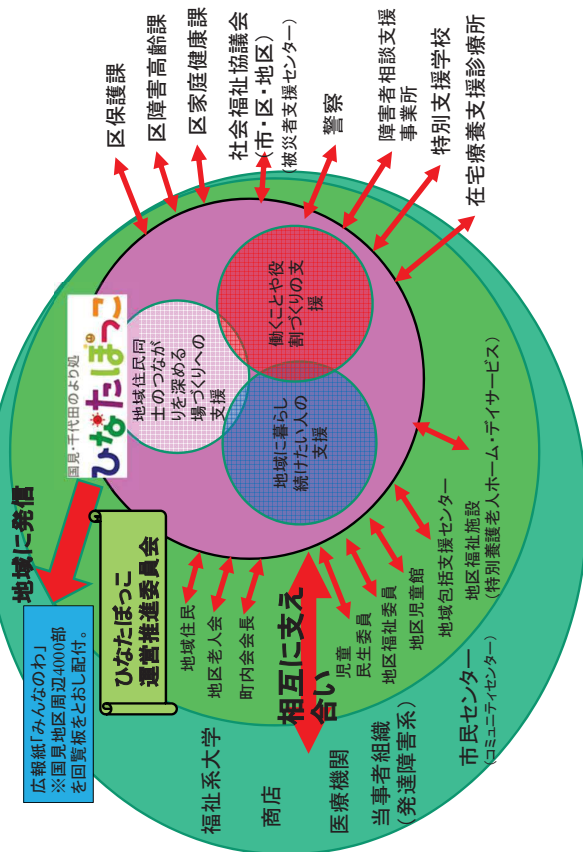 国見・千代田のより処
ひなたぼっこ
地域に発信
広報紙「みんなのわ」
※国見地区周辺4000部
を回覧板をとおし配付。
ひなたぼっこ
運営推進委員会
地域住民同
士のつなが
りを深める
場づくりへの
支援
地域に暮らし
続けたい人の
支援
働くことや役
割づくりの支
援
相互に支え
合い
地域住民
地区老人会
町内会会長
児童
民生委員
地区福祉委員
地区児童館
地域包括支援センター
地区福祉施設
(特別養護老人ホーム・デイサービス)
福祉系大学
商店
医療機関
当事者組織
(発達障害系)
市民センター
(コミュニティセンター)
区保護課
区障害高齢課
区家庭健康課
社会福祉協議会
(市・区・地区)
(被災者支援センター)
警察
障害者相談支援
事業所
特別支援学校
在宅療養支援診療所